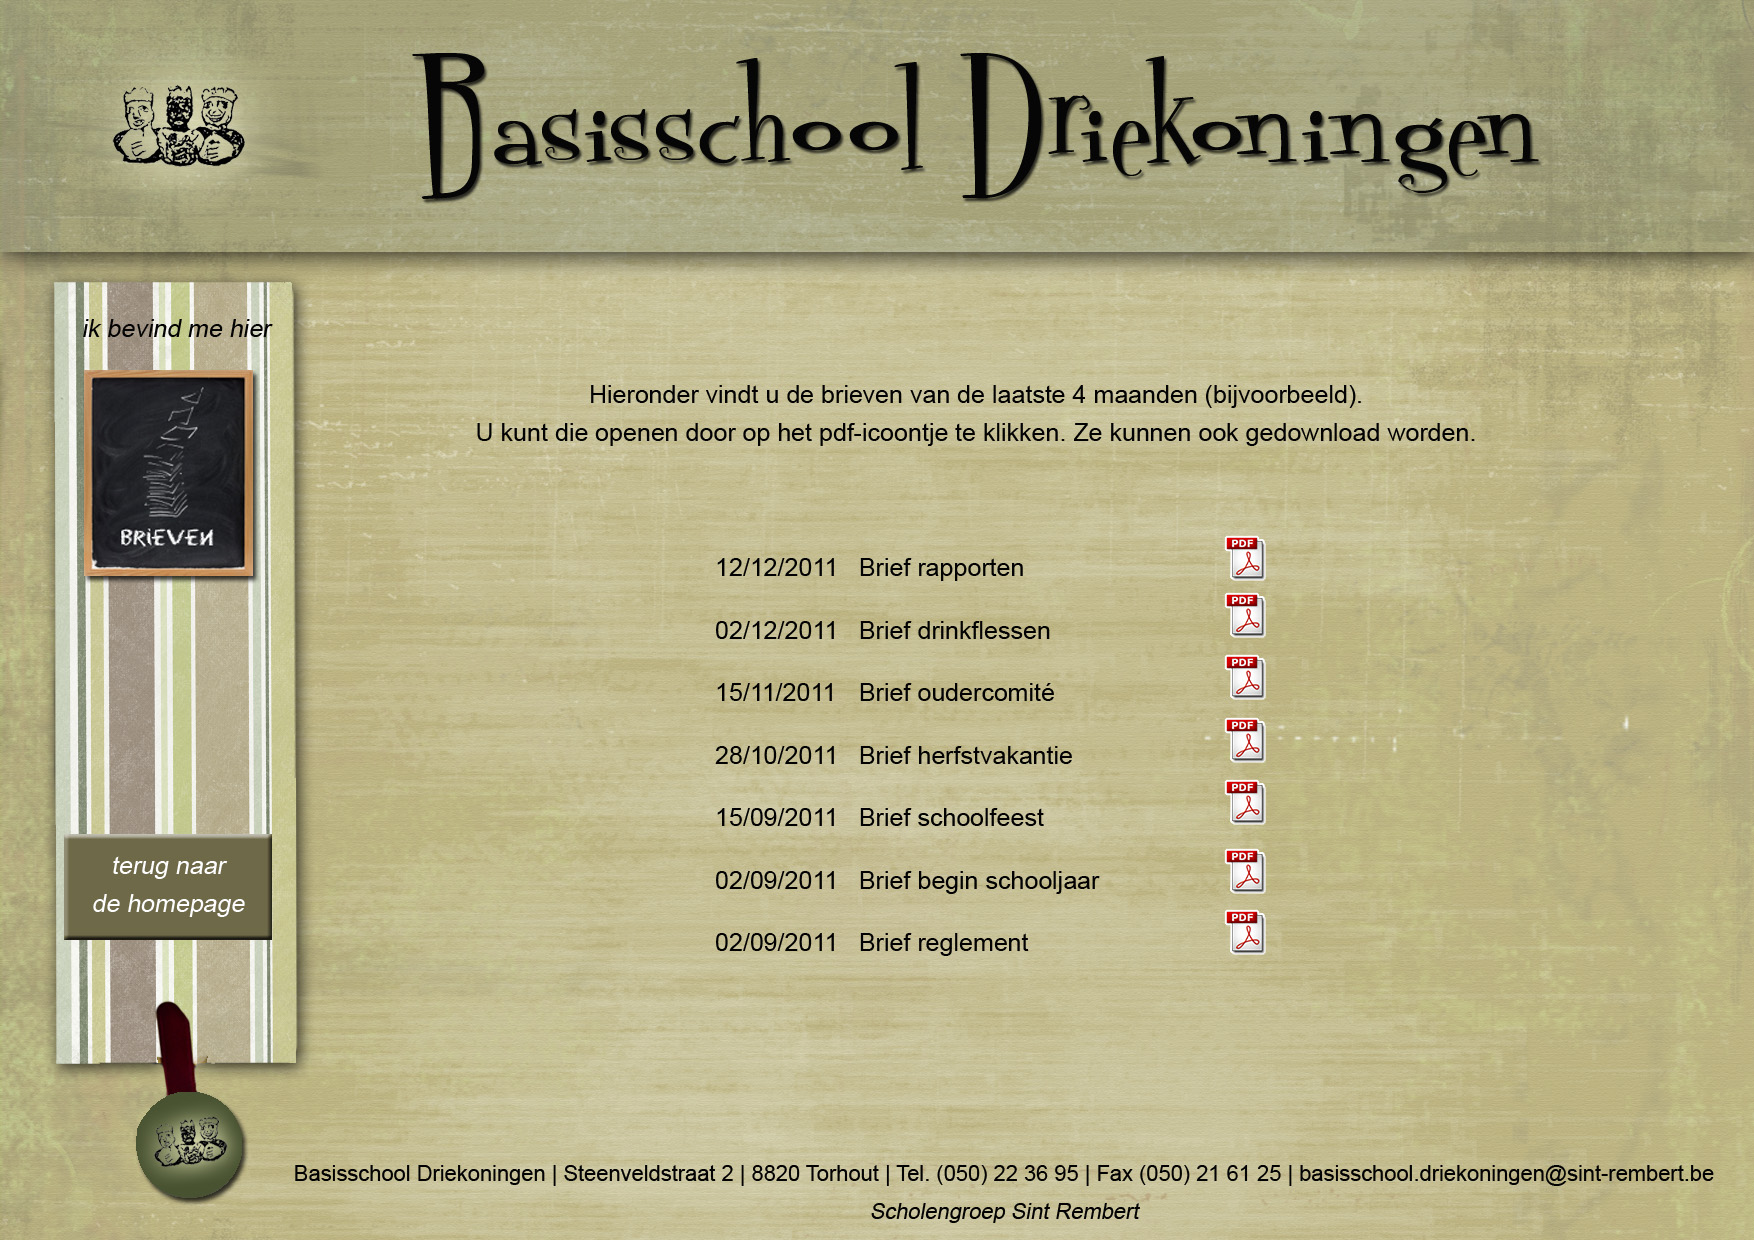 Basisschool Driekoningen
ik bevind me hier
BRiEVEN
terug naar
de homepage
Hieronder vindt u de brieven van de laatste 4 maanden (bijvoorbeeld).
U kunt die openen door op het pdf-icoontje te klikken. Ze kunnen ook gedownload worden.
12/12/2011 Brief rapporten PDF
02/12/2011 Brief drinkflessen PDF
15/11/2011 Brief oudercomité PDF
28/10/2011 Brief herfstvakantie PDF
15/09/2011 Brief schoolfeest PDF
02/09/2011 Brief begin schooljaar PDF
02/09/2011 Brief reglement PDF
Basisschool Driekoningen | Steenveldstraat 2 | 8820 Torhout | Tel. (050) 22 36 95 | Fax (050) 21 61 25 | basisschool.driekoningen@sint-rembert.be
Scholengroep Sint Rembert